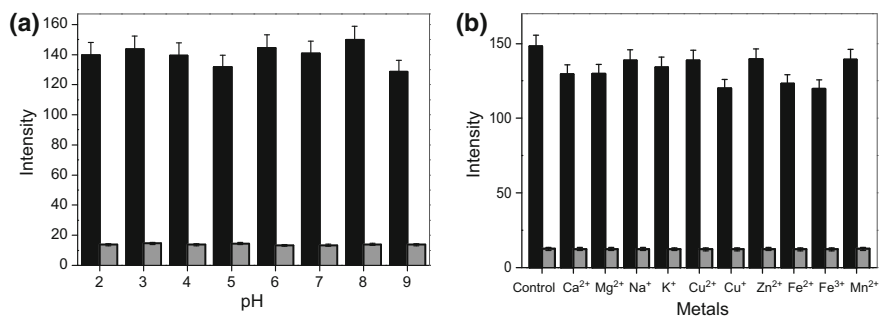 (a)
160
140
120
100
80
60
40
20
0
Intensity
2 3 4 5 6 7 8 9
pH
(b)
150
100
50
0
Intensity
Control Ca²⁺ Mg²⁺ Na⁺ K⁺ Cu²⁺ Cu⁺ Zn²⁺ Fe²⁺ Fe³⁺ Mn²⁺
Metals